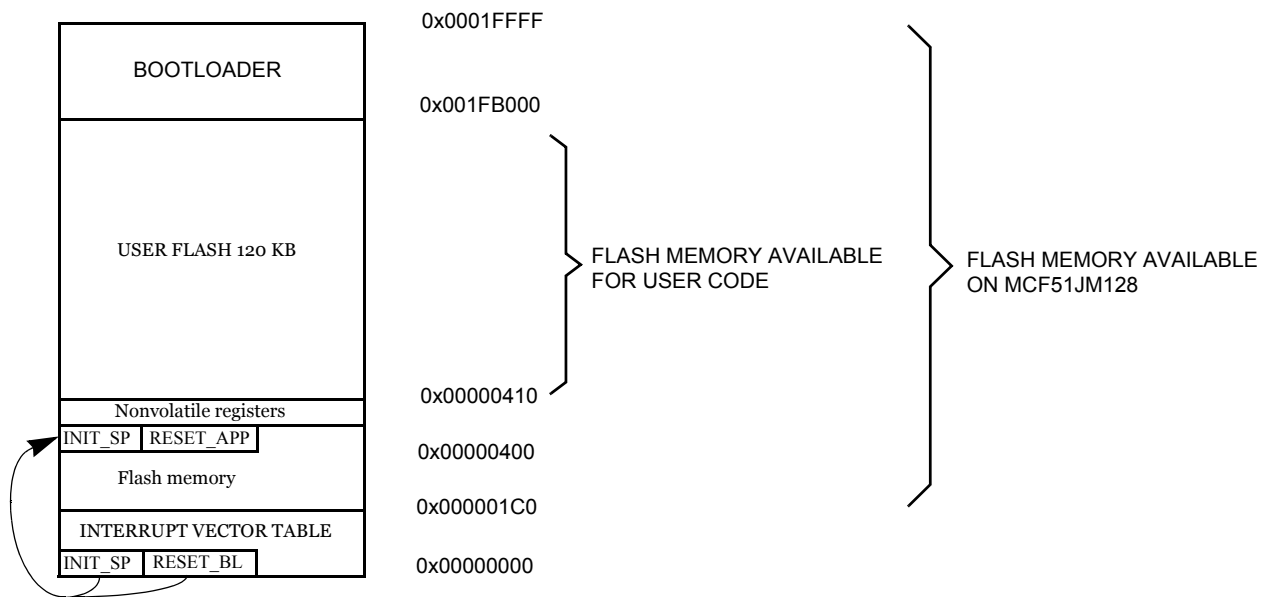 0x0001FFFF
BOOTLOADER
0x001FB000
USER FLASH 120 KB
FLASH MEMORY AVAILABLE
FOR USER CODE
FLASH MEMORY AVAILABLE
ON MCF51JM128
0x00000410
Nonvolatile registers
INIT_SP RESET_APP
0x00000400
Flash memory
0x000001C0
INTERRUPT VECTOR TABLE
INIT_SP RESET_BL
0x00000000